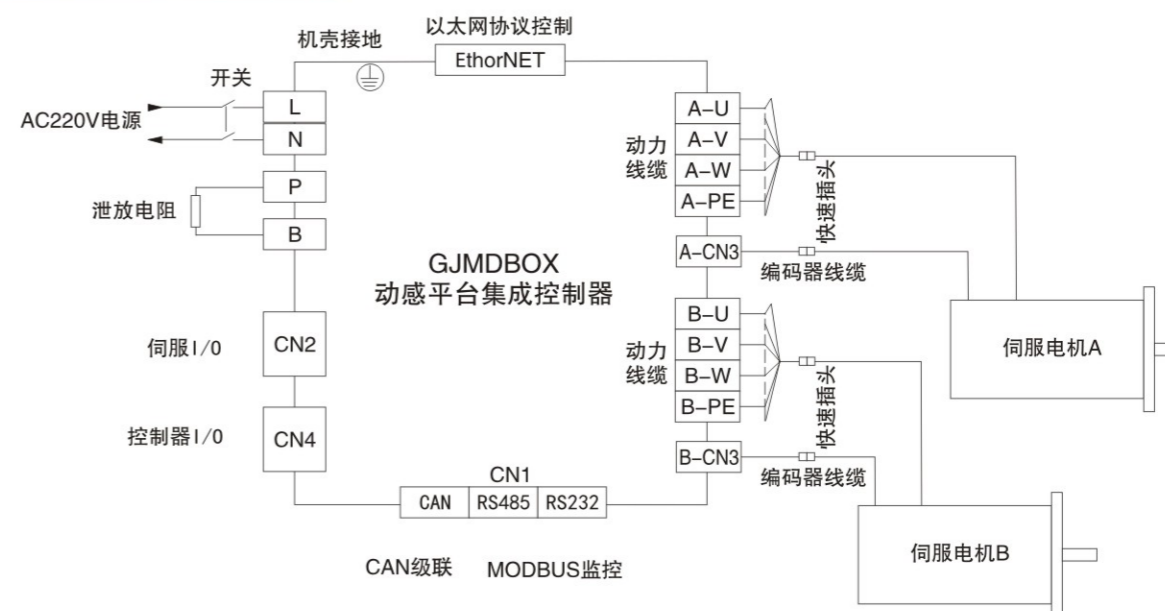 以太网协议控制
机壳接地
EthorNET
开关
AC220V电源
L
N
P
B
泄放电阻
A-U
A-V
A-W
A-PE
动力
线缆
快速插头
A-CN3
编码器线缆
GJMDBOX
动感平台集成控制器
B-U
B-V
B-W
B-PE
动力
线缆
快速插头
B-CN3
编码器线缆
伺服电机A
伺服电机B
伺服I/0
CN2
控制器I/0
CN4
CN1
CAN RS485 RS232
CAN级联 MODBUS监控